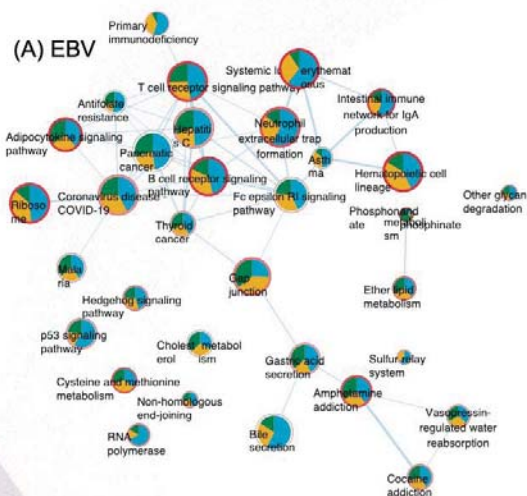 Primary
immunodeficiency
(A) EBV
T cell receptor signaling pathway
Systemic lu erythemat
osus
Antifolate
resistance
Intestinal immune
network for IgA
production
Adipocytokine signaling
pathway
Hepatiti
s C
Neutrophil
extracellular trap
formation
Pancreatic
cancer
Asth
ma
B cell receptor signaling
pathway
Hematopoietic cell
lineage
Riboso
me
Coronavirus disease
COVID-19
Fc epsilon RI signaling
pathway
Other glycan
degradation
Phosphonand phosphinate
ate metabolism
Thyroid
cancer
Mala
ria
Gap
junction
Ether lipid
metabolism
Hedgehog signaling
pathway
p53 signaling
pathway
Cholest metabol
erol ism
Gastric acid
secretion
Sulfur relay
system
Cysteine and methionine
metabolism
Amphetamine
addiction
Non-homologous
end-joining
Vasopressin-
regulated water
reabsorption
RNA
polymerase
Bile
secretion
Cocaine
addiction